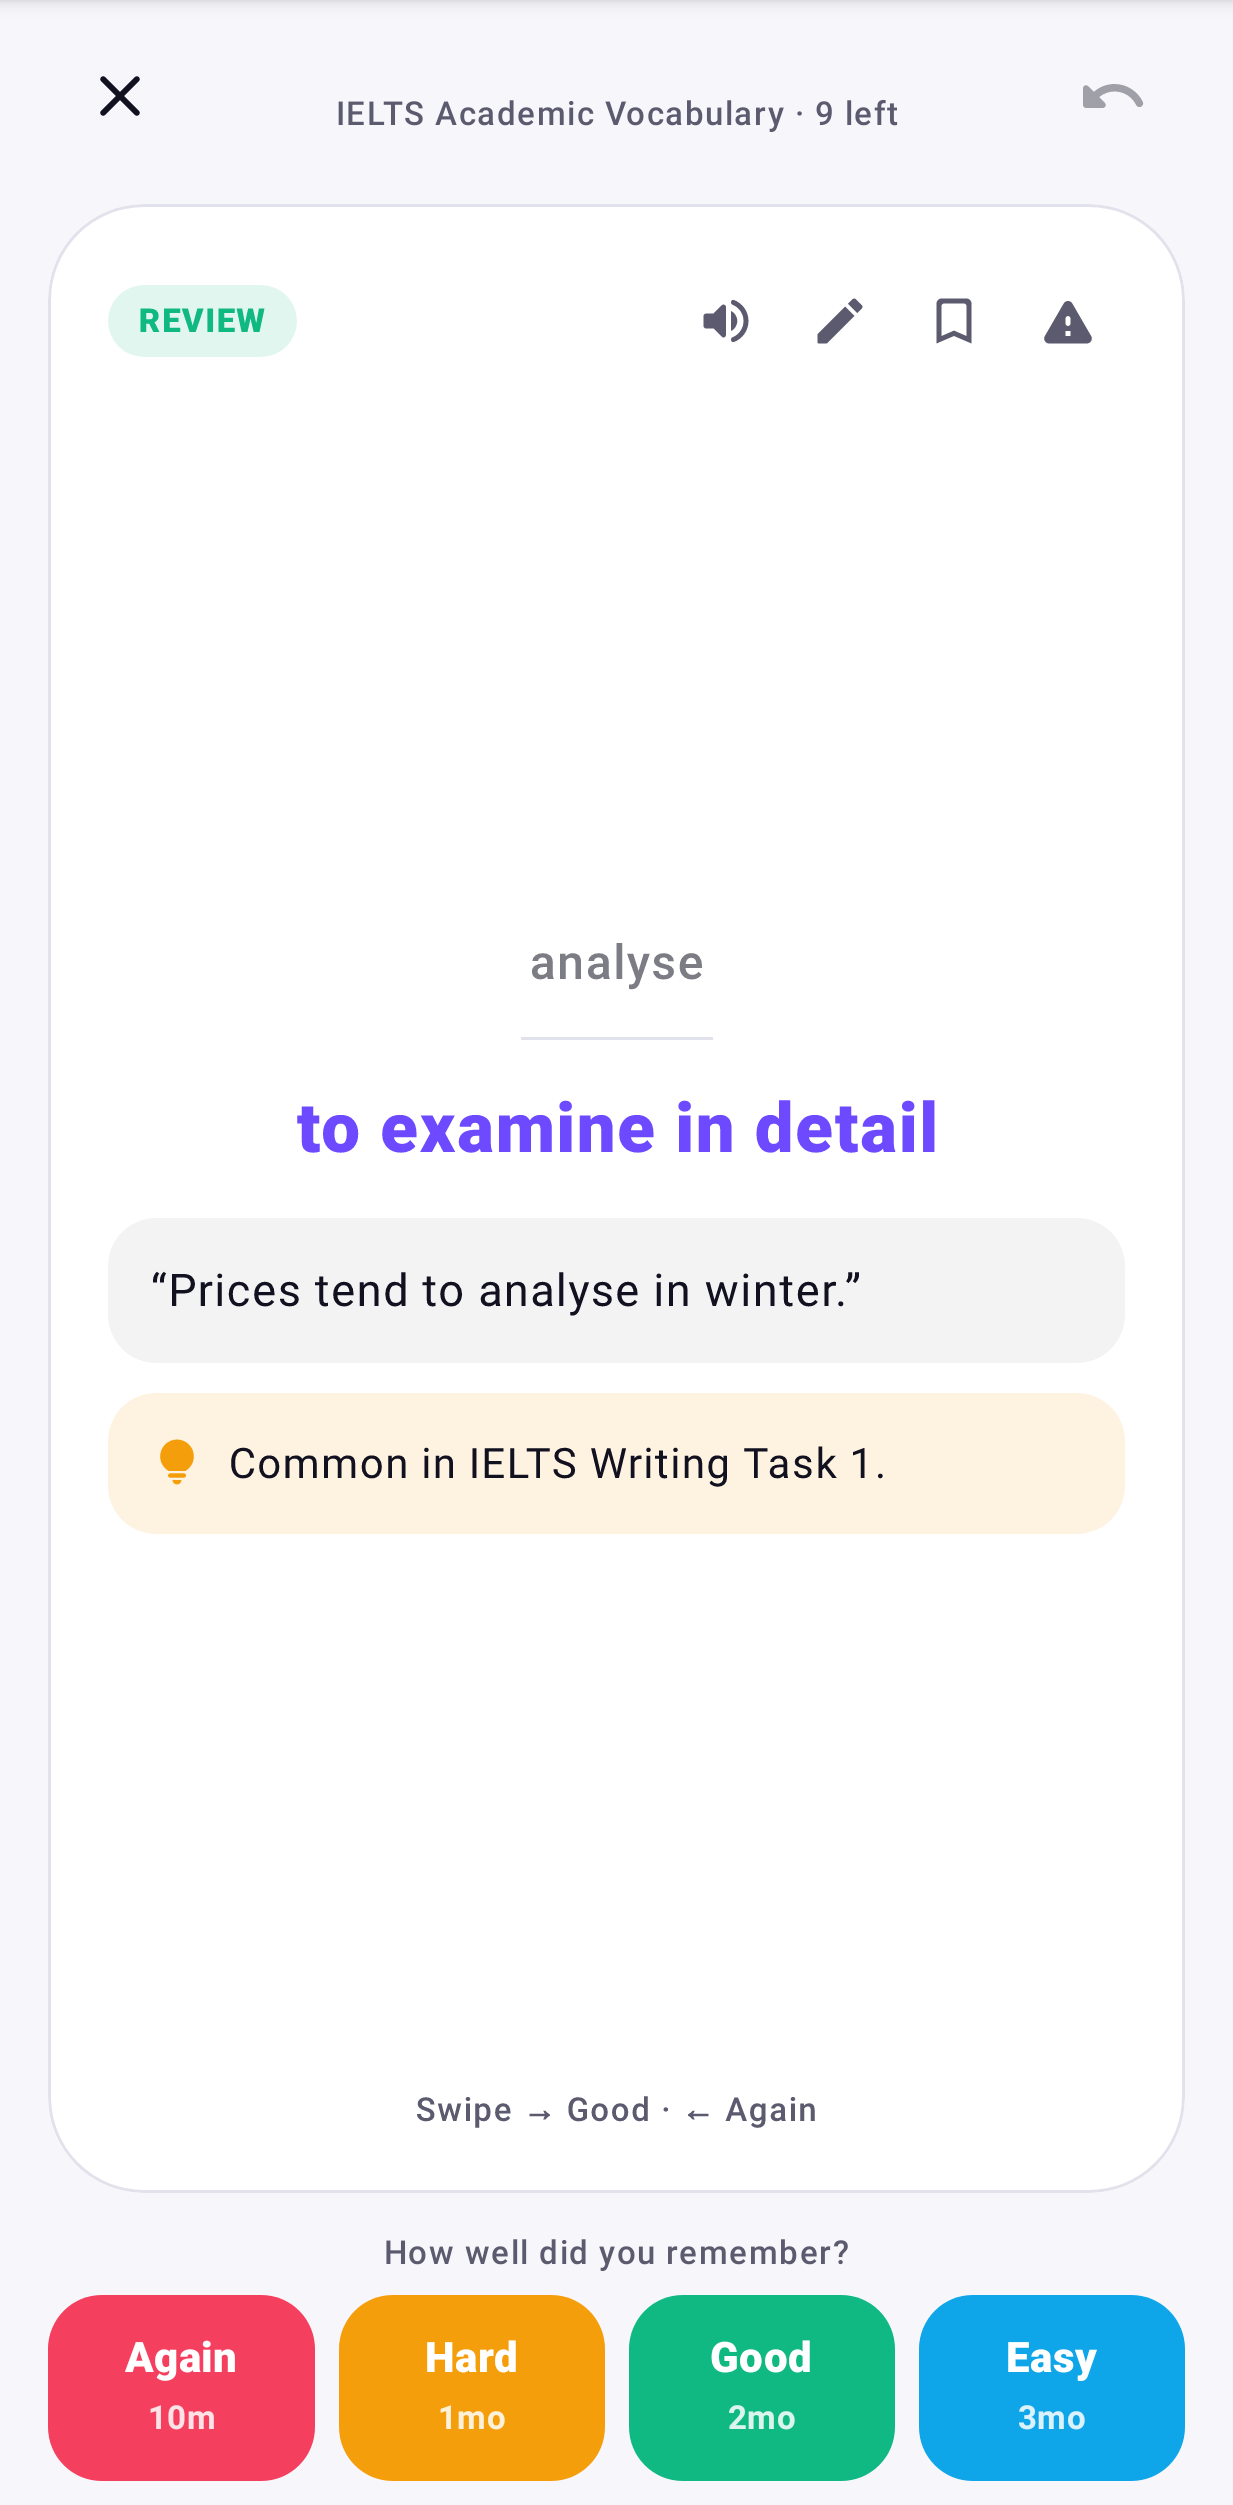 IELTS Academic Vocabulary · 9 left
REVIEW
analyse
to examine in detail
“Prices tend to analyse in winter.”
Common in IELTS Writing Task 1.
Swipe → Good · ← Again
How well did you remember?
Again
10m
Hard
1mo
Good
2mo
Easy
3mo